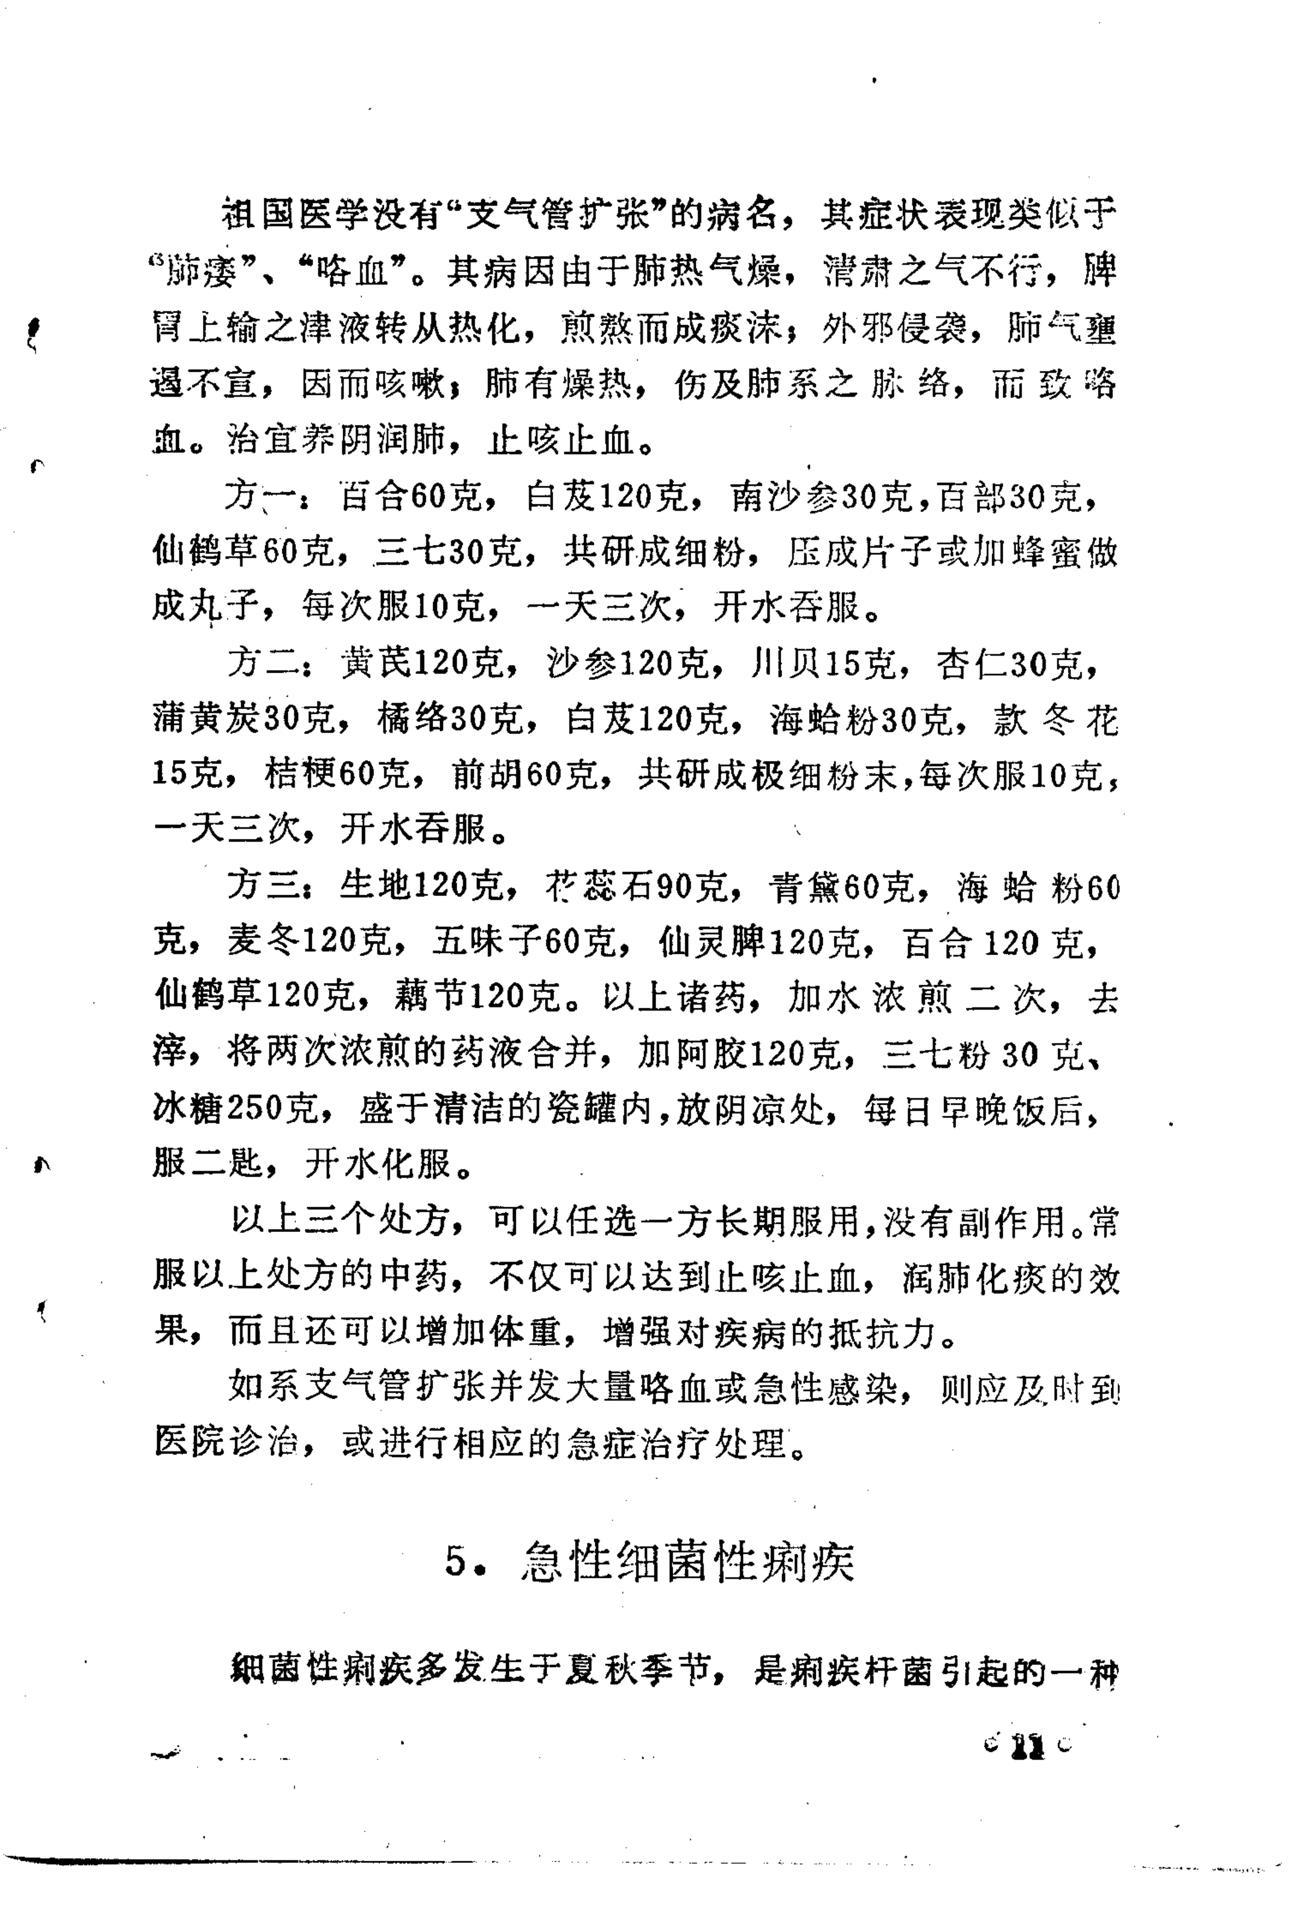 祖国医学没有“支气管扩张”的病名，其症状表现类似于
“肺痿”、“咯血”。其病因由于肺热气燥，清肃之气不行，脾
胃上输之津液转从热化，煎熬而成痰沫；外邪侵袭，肺气壅
遏不宣，因而咳嗽；肺有燥热，伤及肺系之脉络，而致咯
血。治宜养阴润肺，止咳止血。
方一：百合60克，白芨120克，南沙参30克，百部30克，
仙鹤草60克，三七30克，共研成细粉，压成片子或加蜂蜜做
成丸子，每次服10克，一天三次，开水吞服。
方二：黄芪120克，沙参120克，川贝15克，杏仁30克，
蒲黄炭30克，橘络30克，白芨120克，海蛤粉30克，款冬花
15克，桔梗60克，前胡60克，共研成极细粉末，每次服10克，
一天三次，开水吞服。
方三：生地120克，花蕊石90克，青黛60克，海蛤粉60
克，麦冬120克，五味子60克，仙灵脾120克，百合120克，
仙鹤草120克，藕节120克。以上诸药，加水浓煎二次，去
滓，将两次浓煎的药液合并，加阿胶120克，三七粉30克、
冰糖250克，盛于清洁的瓷罐内，放阴凉处，每日早晚饭后，
服二匙，开水化服。
以上三个处方，可以任选一方长期服用，没有副作用。常
服以上处方的中药，不仅可以达到止咳止血，润肺化痰的效
果，而且还可以增加体重，增强对疾病的抵抗力。
如系支气管扩张并发大量咯血或急性感染，则应及时到
医院诊治，或进行相应的急症治疗处理。
5．急性细菌性痢疾
细菌性痢疾多发生于夏秋季节，是痢疾杆菌引起的一种
11